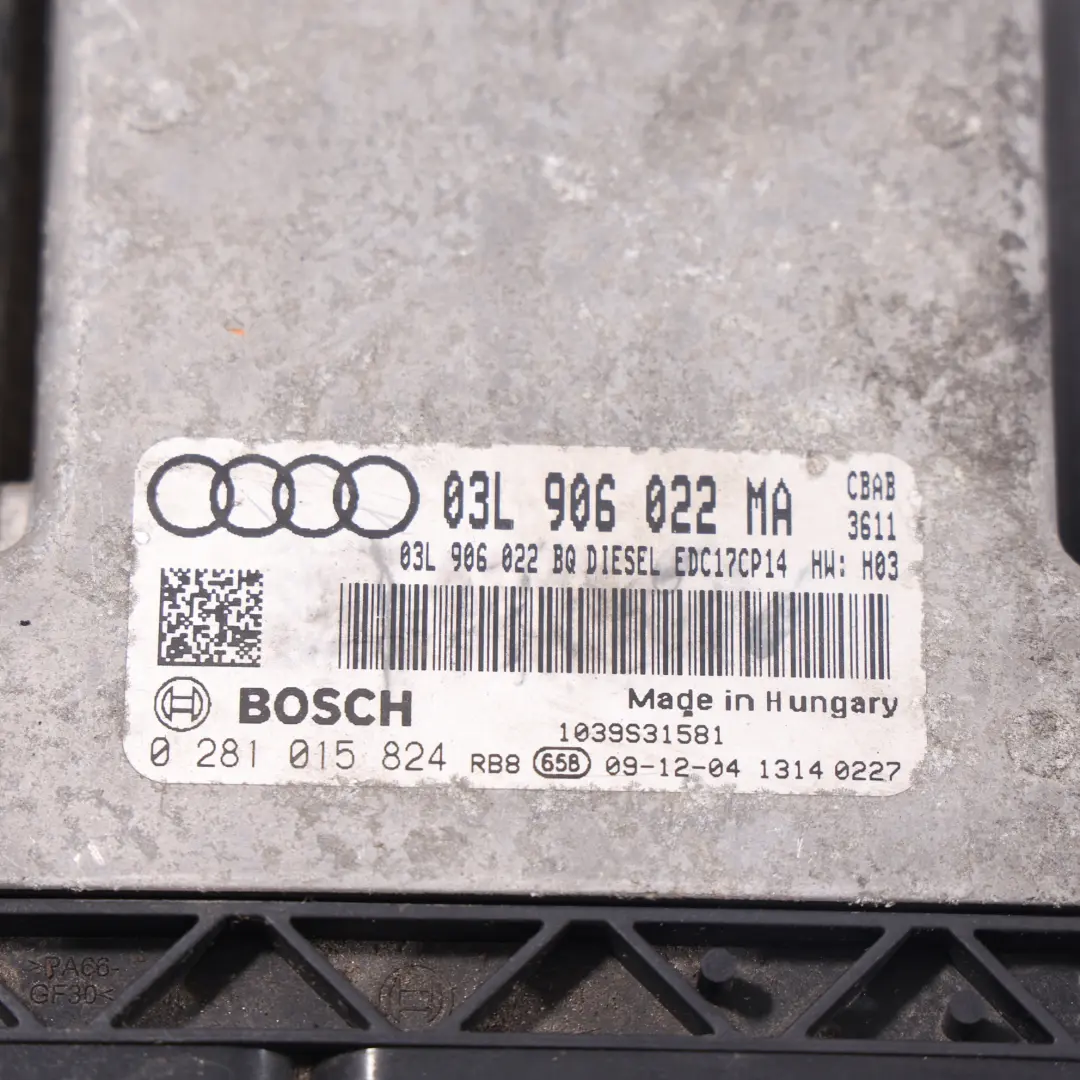 03L 906 022 MA CBAB
3611
03L 906 022 BQ DIESEL EDC17CP14 HW: H03
BOSCH
Made in Hungary
1039S31581
0 281 015 824 RB8 658 09-12-04 1314 0227
>PA66-
GF30<